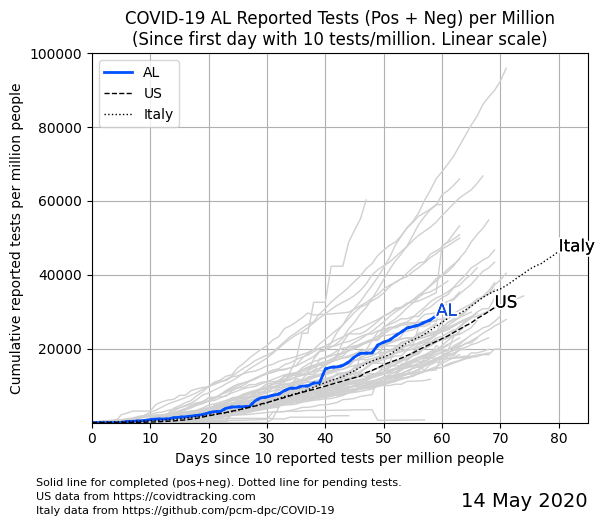 COVID-19 AL Reported Tests (Pos + Neg) per Million
(Since first day with 10 tests/million. Linear scale)
Cumulative reported tests per million people
100000
80000
60000
40000
20000
AL
US
Italy
Italy
US
AL
0 10 20 30 40 50 60 70 80
Days since 10 reported tests per million people
Solid line for completed (pos+neg). Dotted line for pending tests.
US data from https://covidtracking.com
Italy data from https://github.com/pcm-dpc/COVID-19
14 May 2020